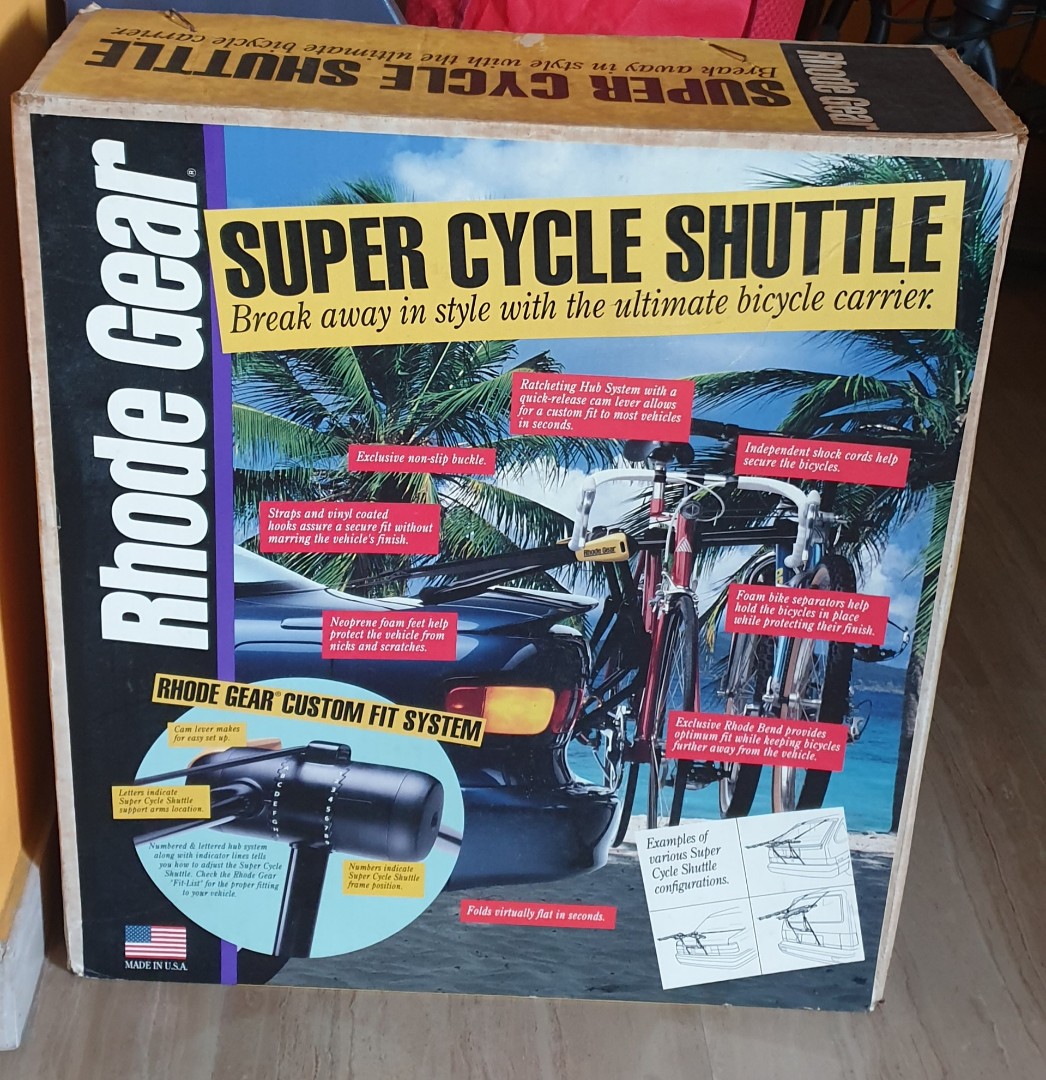 SUPER CYCLE SHUTTLE
Break away in style with the ultimate bicycle carrier.
Rhode Gear
Rhode Gear®
SUPER CYCLE SHUTTLE
Break away in style with the ultimate bicycle carrier.
Ratcheting Hub System with a
quick-release cam lever allows
for a custom fit to most vehicles
in seconds.
Exclusive non-slip buckle.
Independent shock cords help
secure the bicycles.
Straps and vinyl coated
hooks assure a secure fit without
marring the vehicle's finish.
Rhode Gear
Neoprene foam feet help
protect the vehicle from
nicks and scratches.
Foam bike separators help
hold the bicycles in place
while protecting their finish.
RHODE GEAR® CUSTOM FIT SYSTEM
Cam lever makes
for easy set up.
Exclusive Rhode Bend provides
optimum fit while keeping bicycles
further away from the vehicle.
Letters indicate
Super Cycle Shuttle
support arms location.
Numbered & lettered hub system
along with indicator lines tells
you how to adjust the Super Cycle
Shuttle. Check the Rhode Gear
"Fit-List" for the proper fitting
to your vehicle.
Numbers indicate
Super Cycle Shuttle
frame position.
Examples of
various Super
Cycle Shuttle
configurations.
Folds virtually flat in seconds.
MADE IN U.S.A.